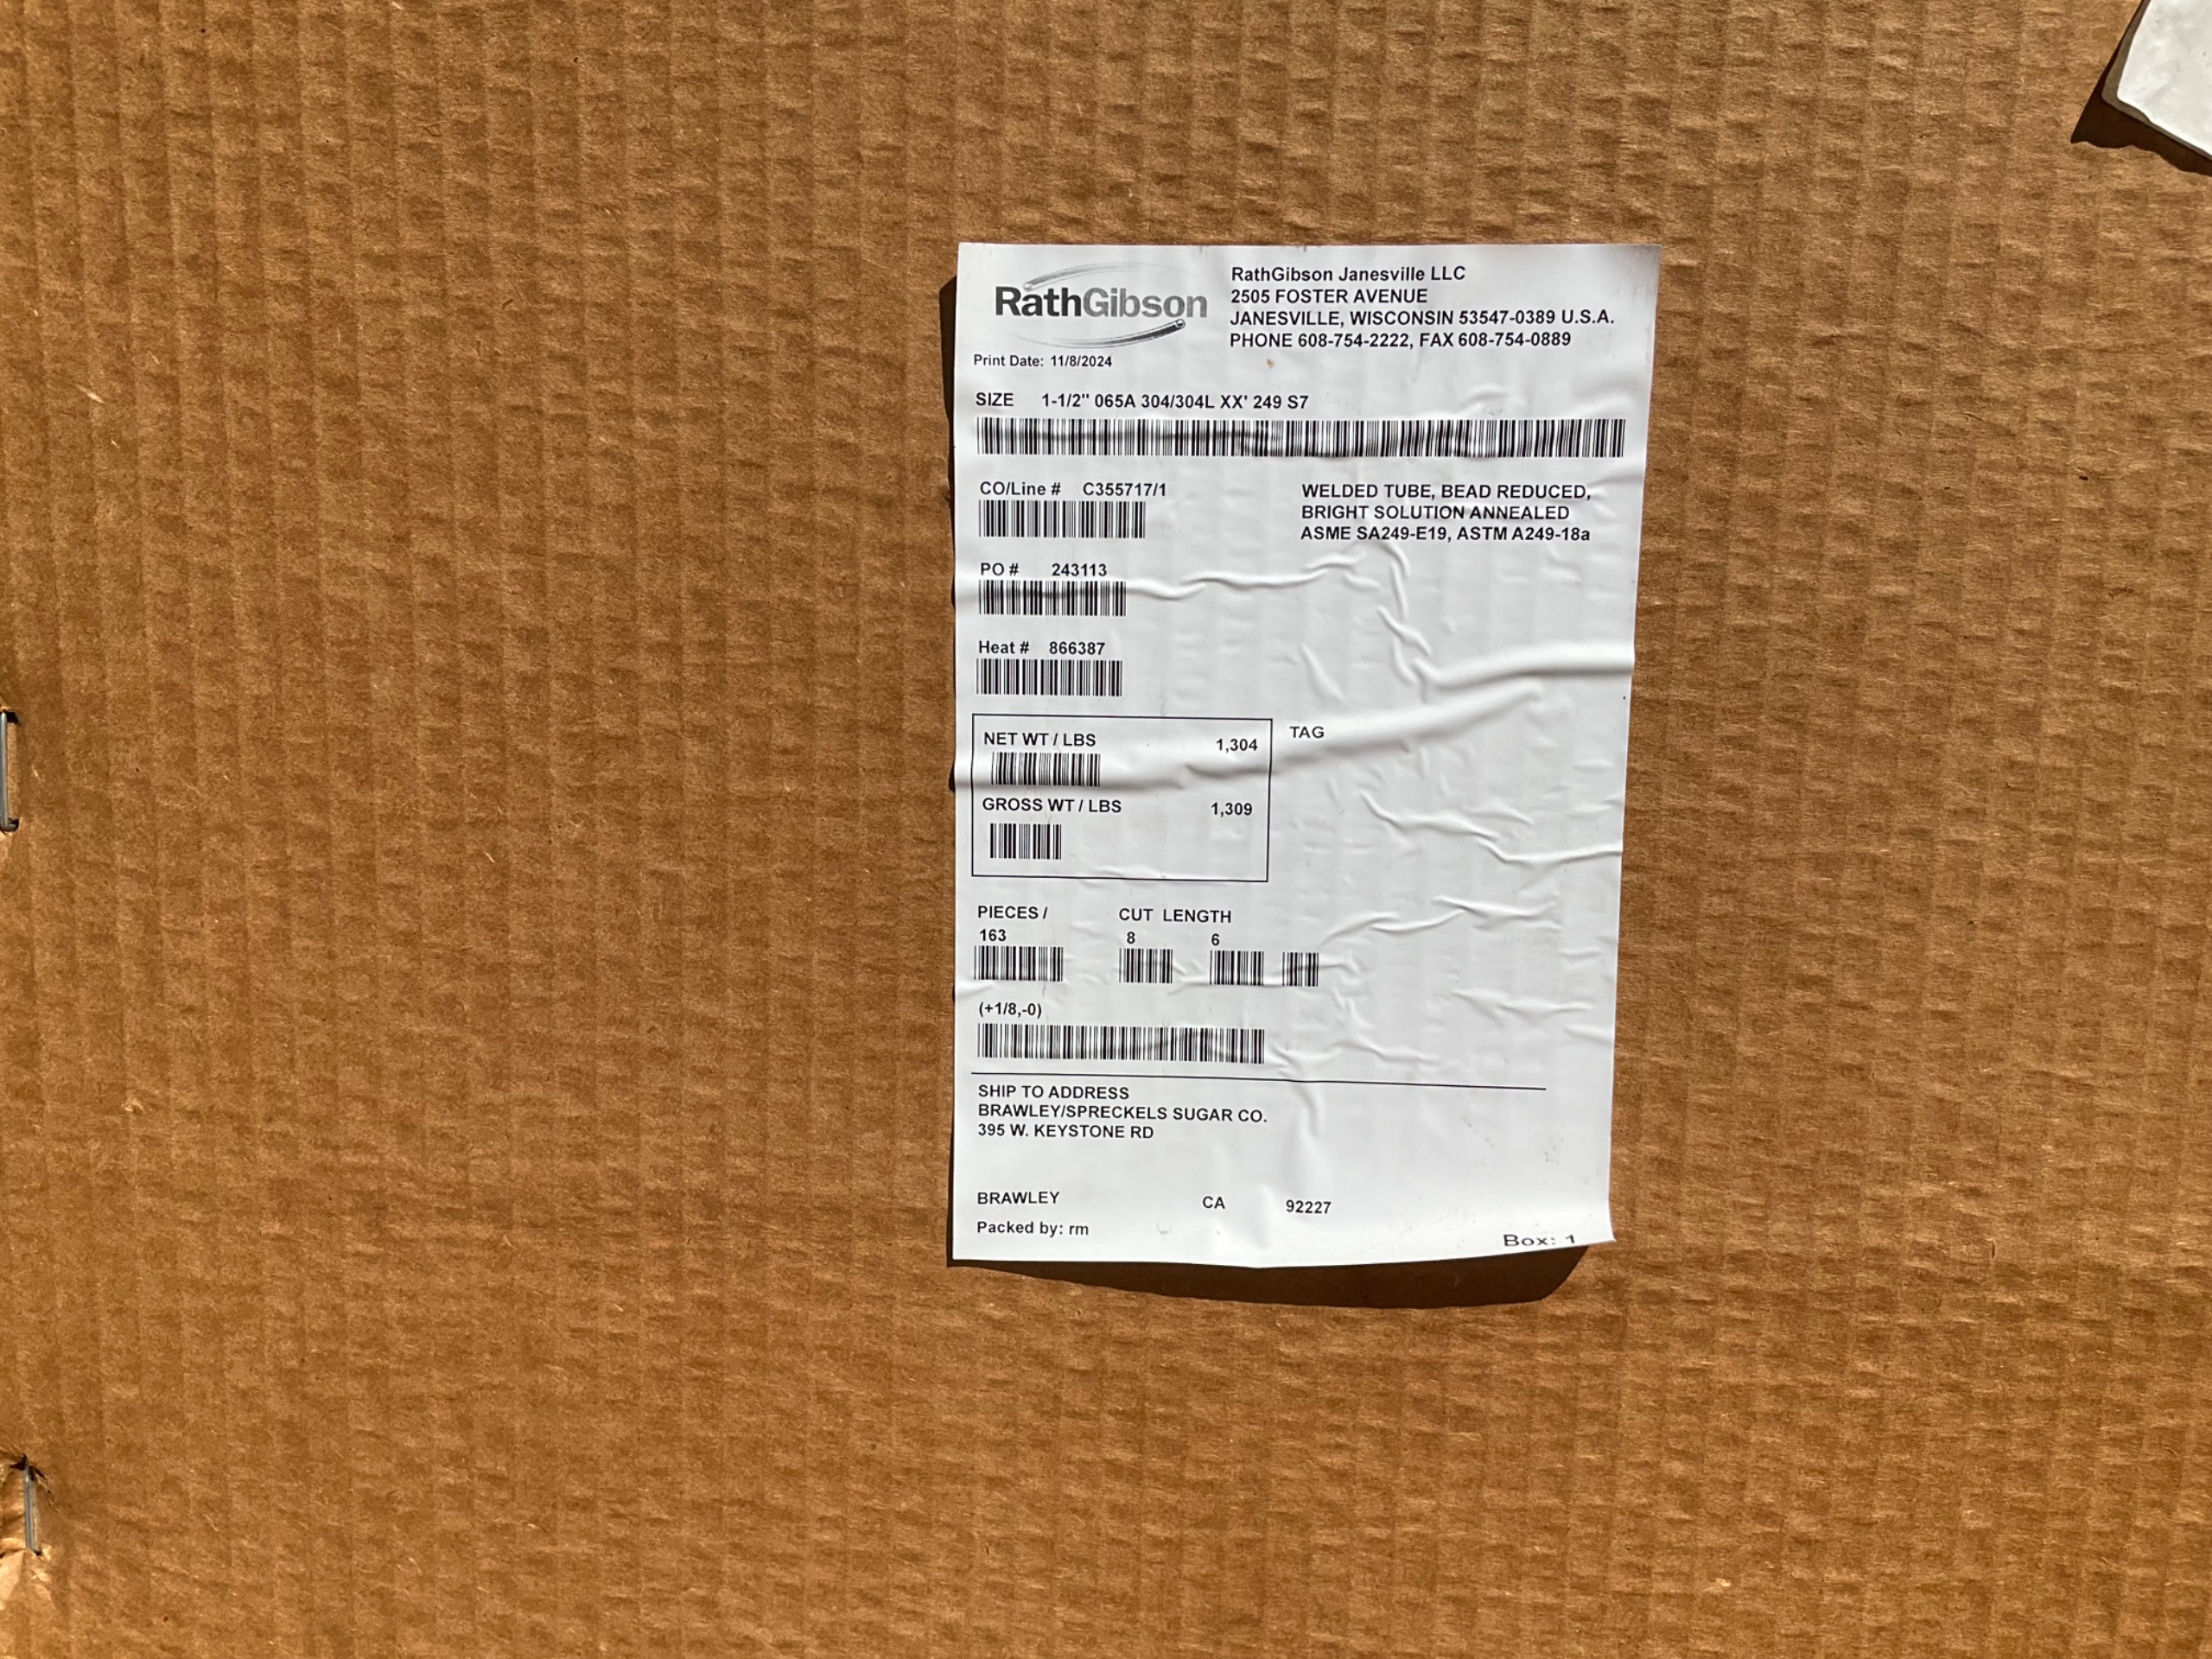 RathGibson
RathGibson Janesville LLC
2505 FOSTER AVENUE
JANESVILLE, WISCONSIN 53547-0389 U.S.A.
PHONE 608-754-2222, FAX 608-754-0889
Print Date: 11/8/2024
SIZE 1-1/2" 065A 304/304L XX' 249 S7
CO/Line # C355717/1
WELDED TUBE, BEAD REDUCED,
BRIGHT SOLUTION ANNEALED
ASME SA249-E19, ASTM A249-18a
PO # 243113
Heat # 866387
NET WT / LBS 1,304
TAG
GROSS WT / LBS 1,309
PIECES / CUT LENGTH
163 8 6
(+1/8,-0)
SHIP TO ADDRESS
BRAWLEY/SPRECKELS SUGAR CO.
395 W. KEYSTONE RD
BRAWLEY CA 92227
Packed by: rm
Box: 1